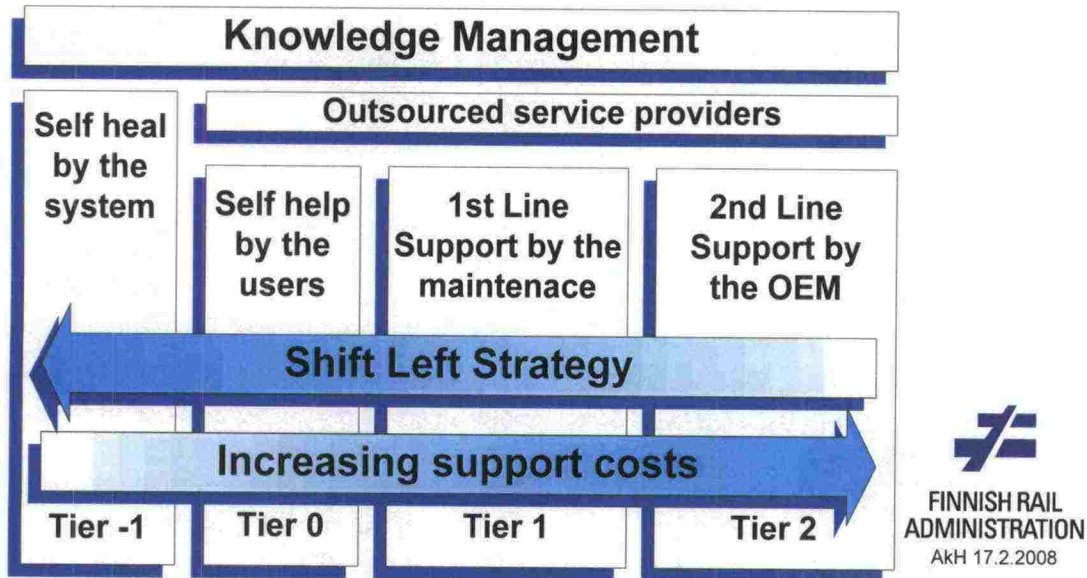 Knowledge Management
Outsourced service providers
Self heal
by the
system
Self help
by the
users
1st Line
Support by the
maintenace
2nd Line
Support by
the OEM
Shift Left Strategy
Increasing support costs
Tier -1
Tier 0
Tier 1
Tier 2
FINNISH RAIL
ADMINISTRATION
AkH 17.2.2008